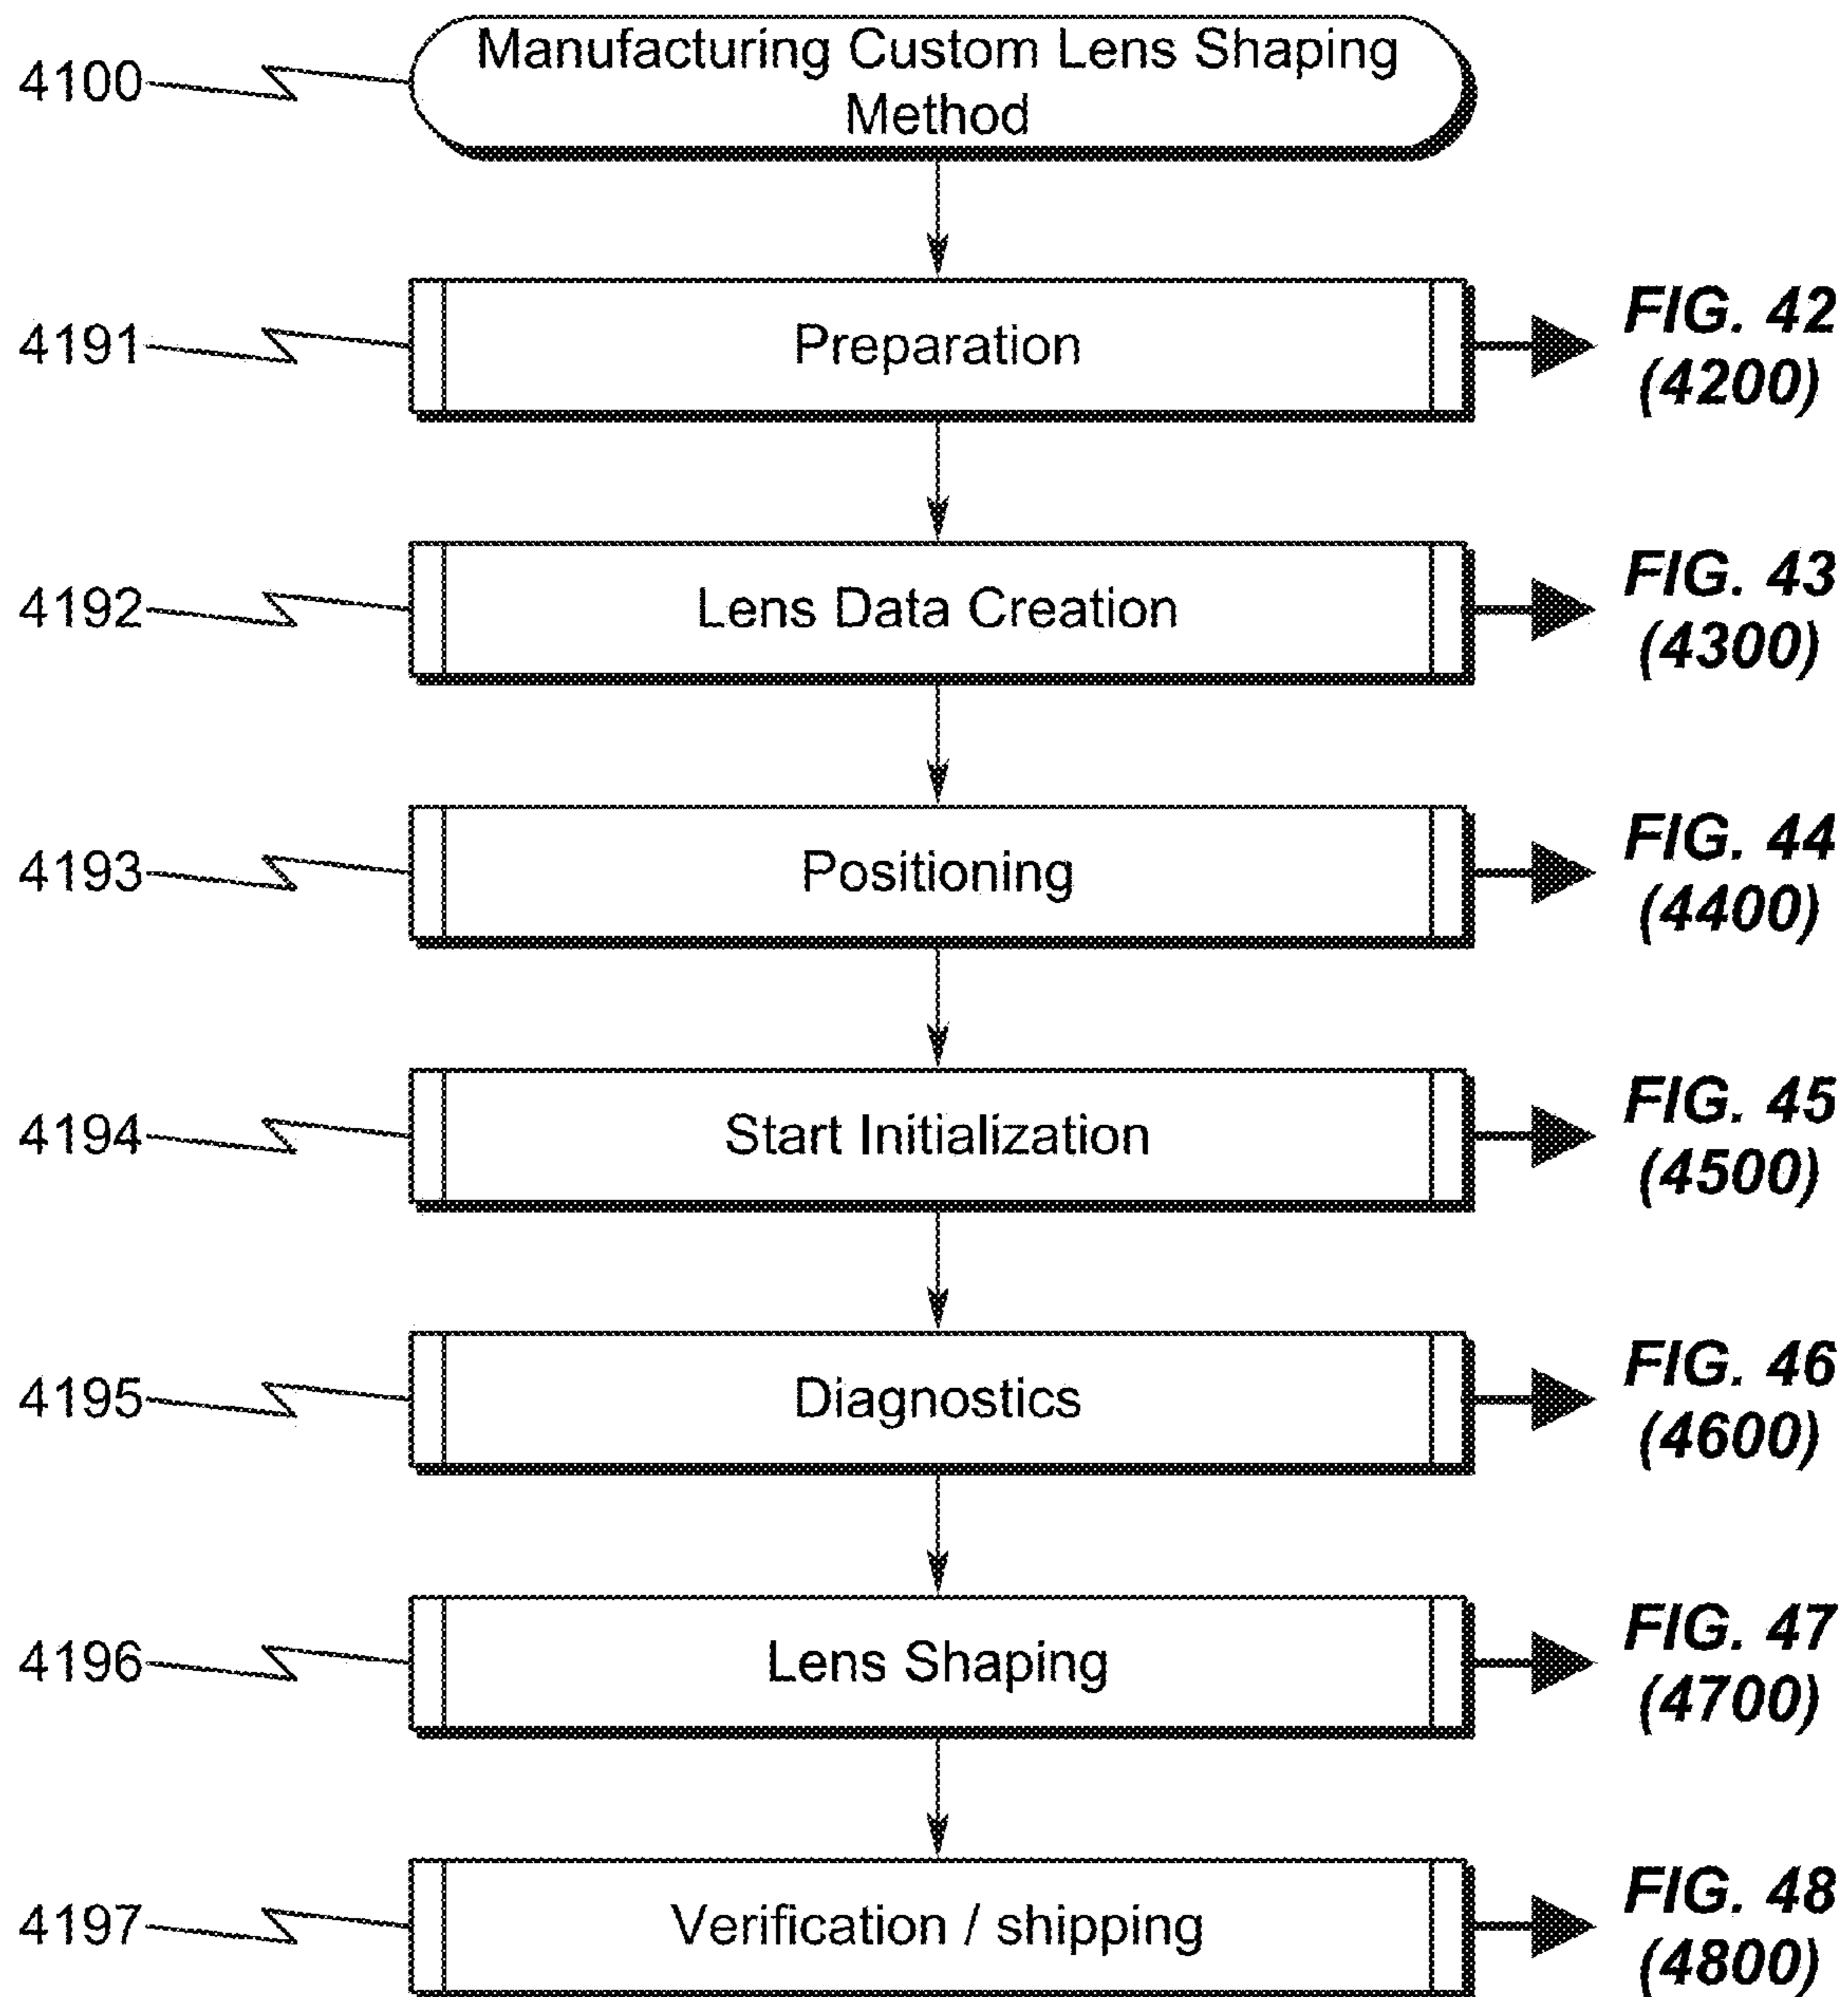 4100
Manufacturing Custom Lens Shaping
Method
4191
Preparation
FIG. 42
(4200)
4192
Lens Data Creation
FIG. 43
(4300)
4193
Positioning
FIG. 44
(4400)
4194
Start Initialization
FIG. 45
(4500)
4195
Diagnostics
FIG. 46
(4600)
4196
Lens Shaping
FIG. 47
(4700)
4197
Verification / shipping
FIG. 48
(4800)